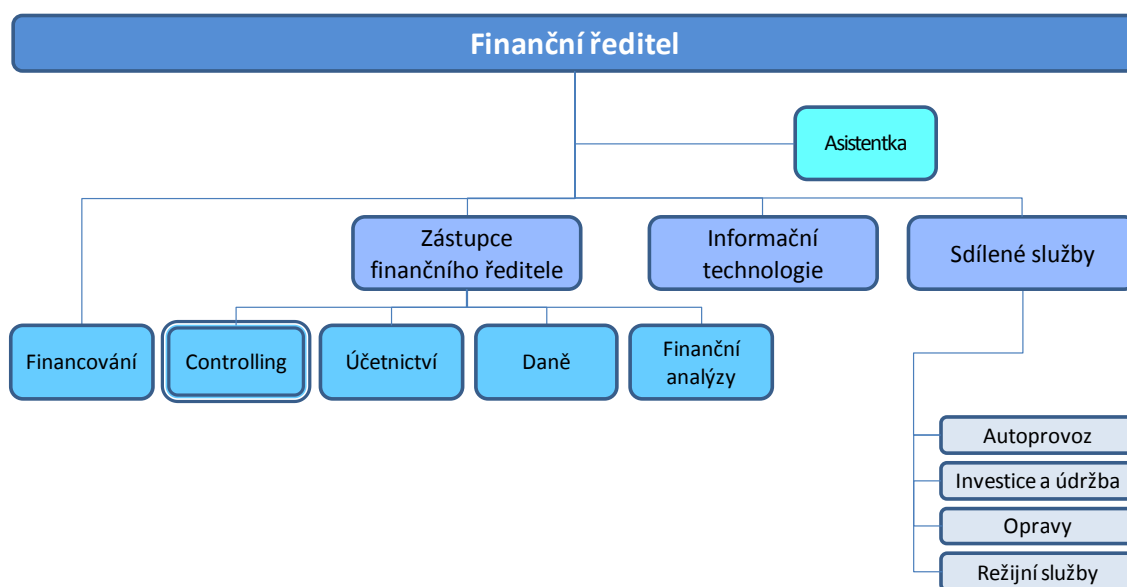 Finanční ředitel
Asistentka
Zástupce
finančního ředitele
Informační
technologie
Sdílené služby
Financování
Controlling
Účetnictví
Daně
Finanční
analýzy
Autoprovoz
Investice a údržba
Opravy
Režijní služby